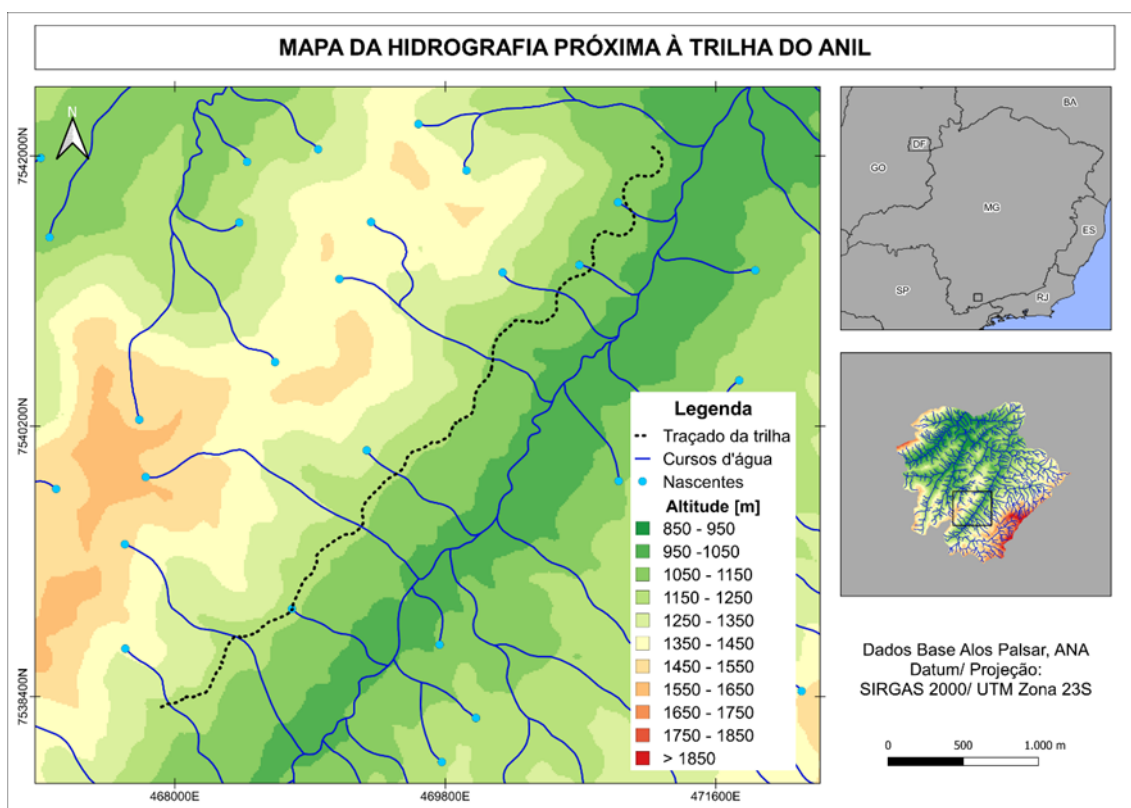 MAPA DA HIDROGRAFIA PRÓXIMA À TRILHA DO ANIL
N
7542000N
7540200N
7538400N
468000E
469800E
471600E
Legenda
Traçado da trilha
Cursos d'água
Nascentes
Altitude [m]
850 - 950
950 -1050
1050 - 1150
1150 - 1250
1250 - 1350
1350 - 1450
1450 - 1550
1550 - 1650
1650 - 1750
1750 - 1850
> 1850
BA
DF
GO
MG
ES
SP
RJ
Dados Base Alos Palsar, ANA
Datum/ Projeção:
SIRGAS 2000/ UTM Zona 23S
0 500 1.000 m